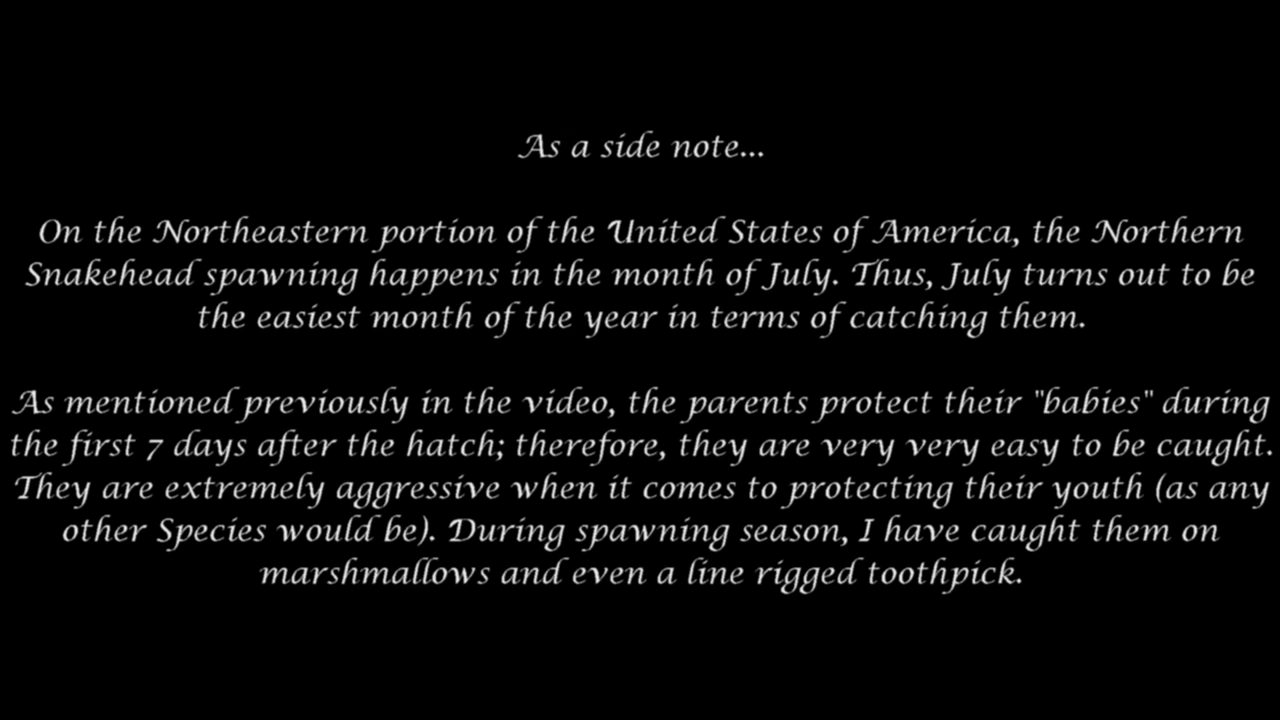 As a side note...
On the Northeastern portion of the United States of America, the Northern
Snakehead spawning happens in the month of July. Thus, July turns out to be
the easiest month of the year in terms of catching them.
As mentioned previously in the video, the parents protect their "babies" during
the first 7 days after the hatch; therefore, they are very very easy to be caught.
They are extremely aggressive when it comes to protecting their youth (as any
other Species would be). During spawning season, I have caught them on
marshmallows and even a line rigged toothpick.